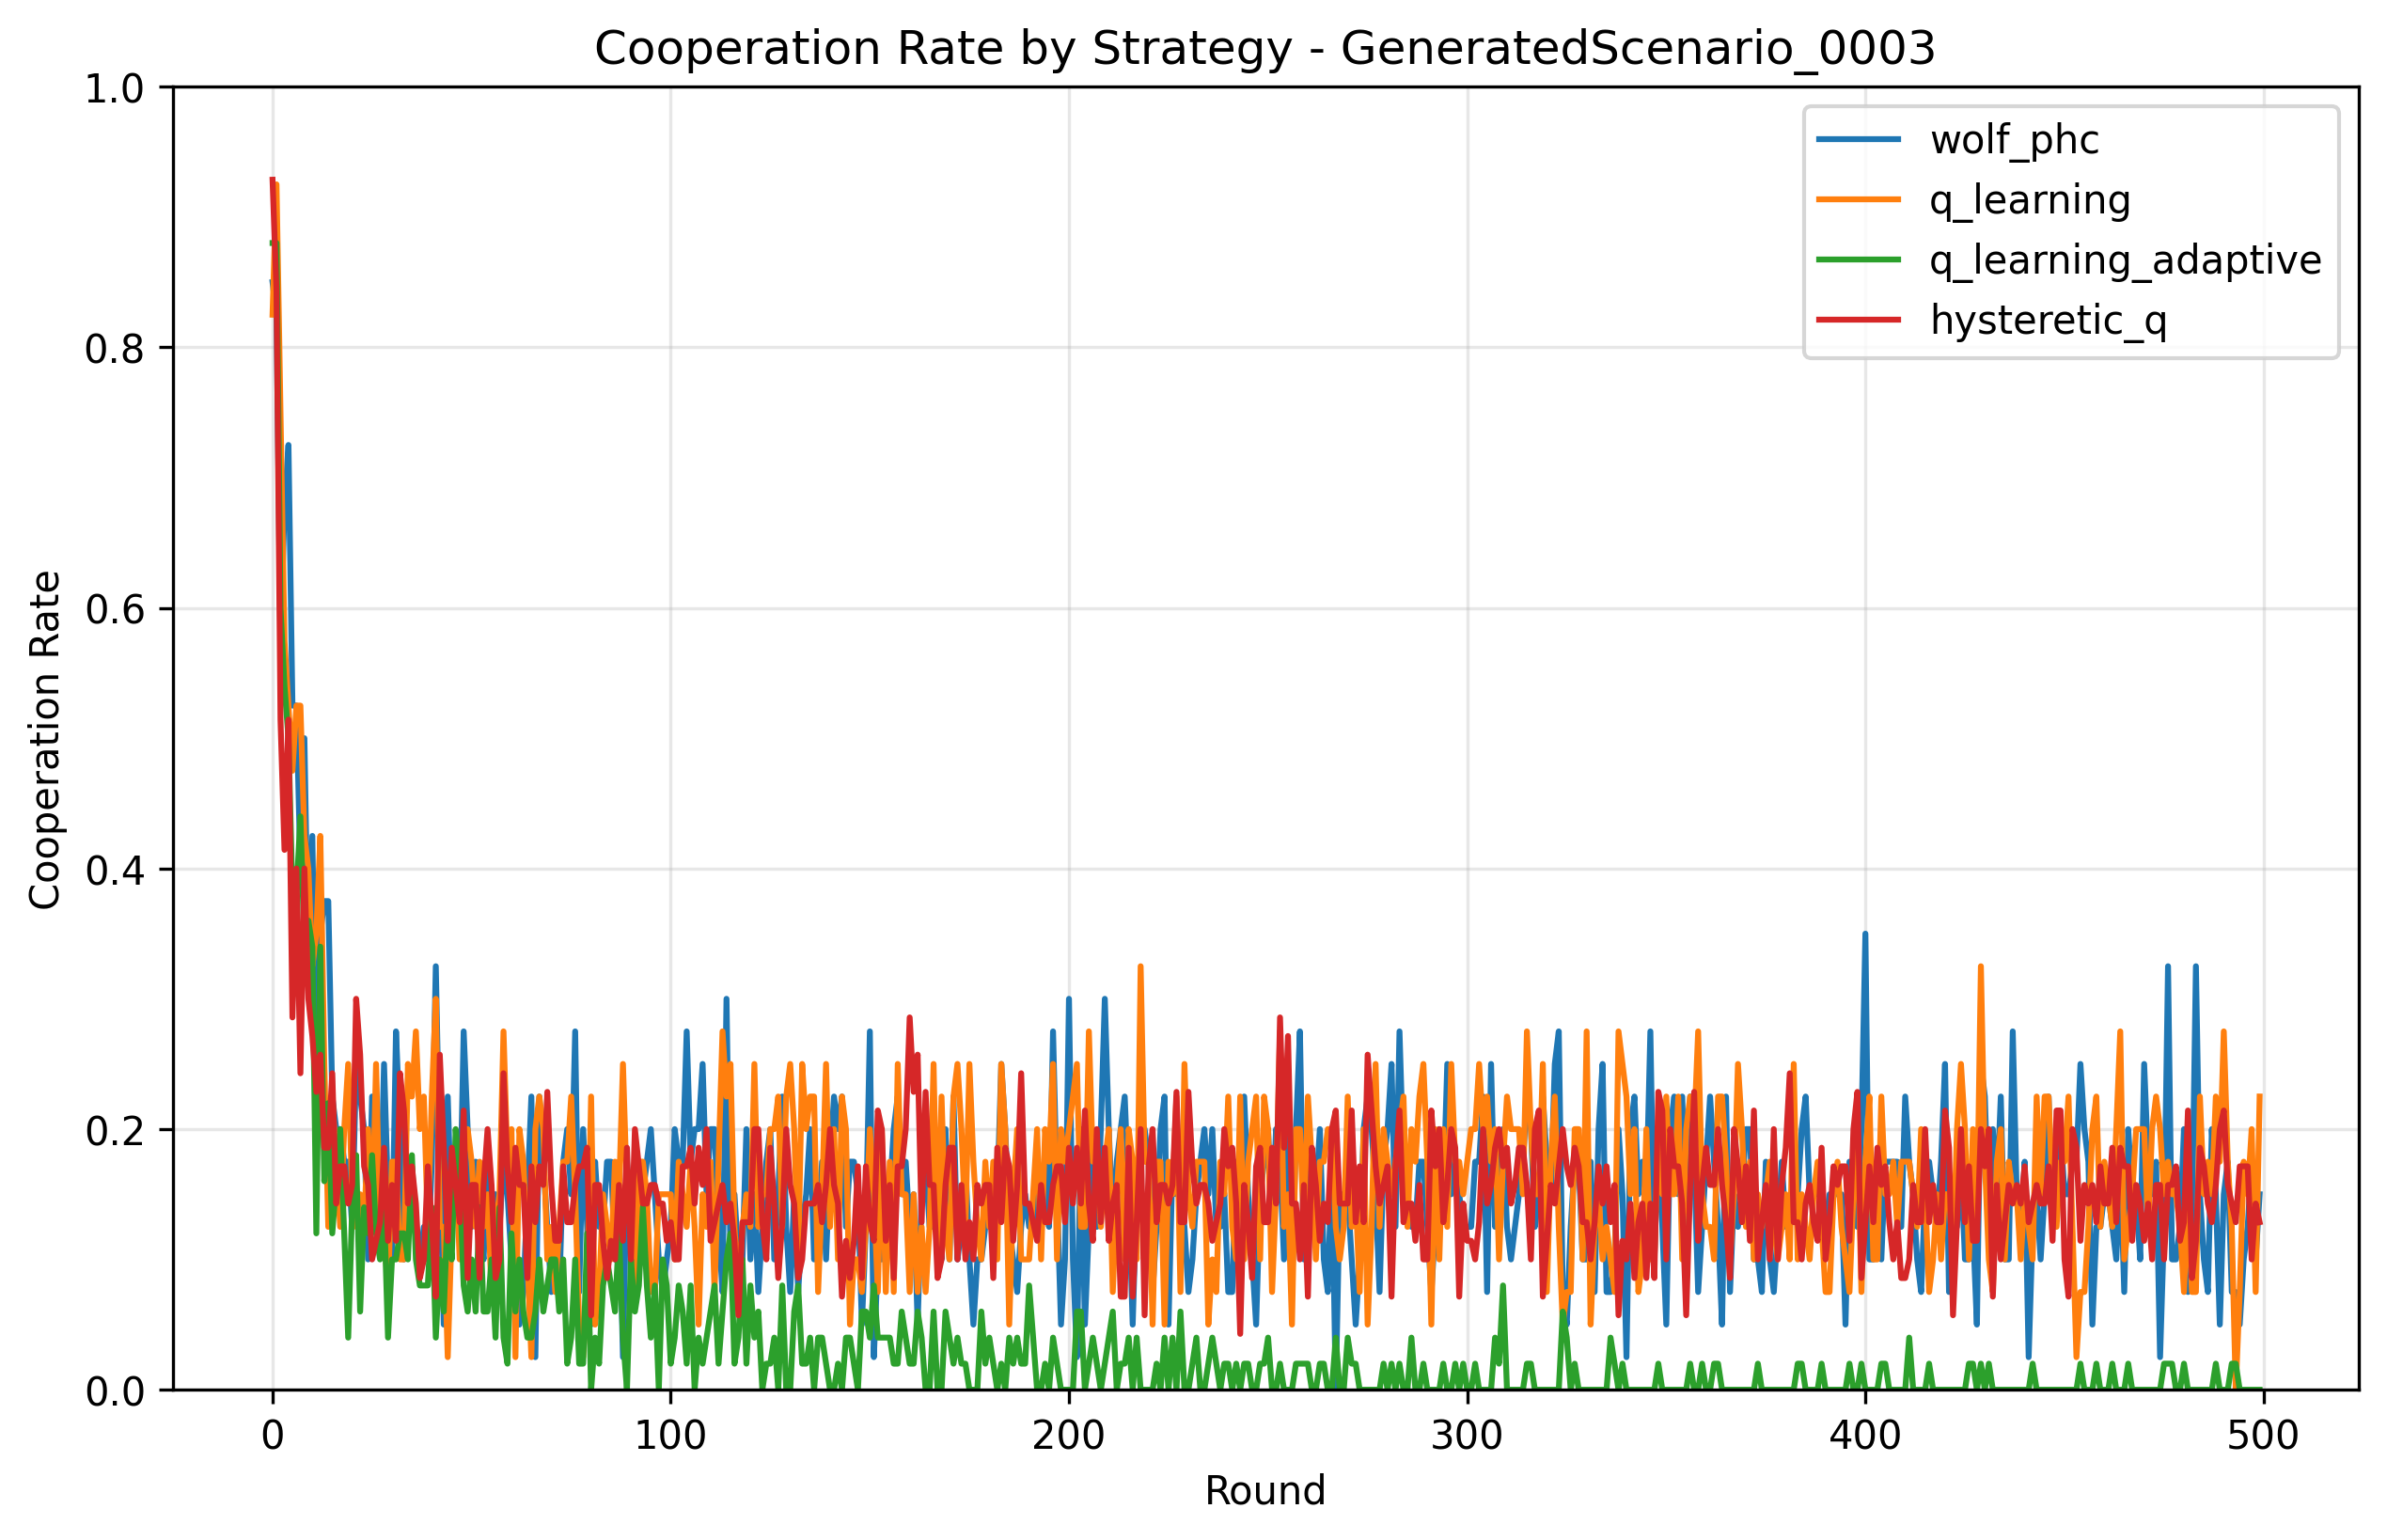 Cooperation Rate by Strategy - GeneratedScenario_0003
1.0
0.8
0.6
0.4
0.2
0.0
Cooperation Rate
wolf_phc
q_learning
q_learning_adaptive
hysteretic_q
0 100 200 300 400 500
Round